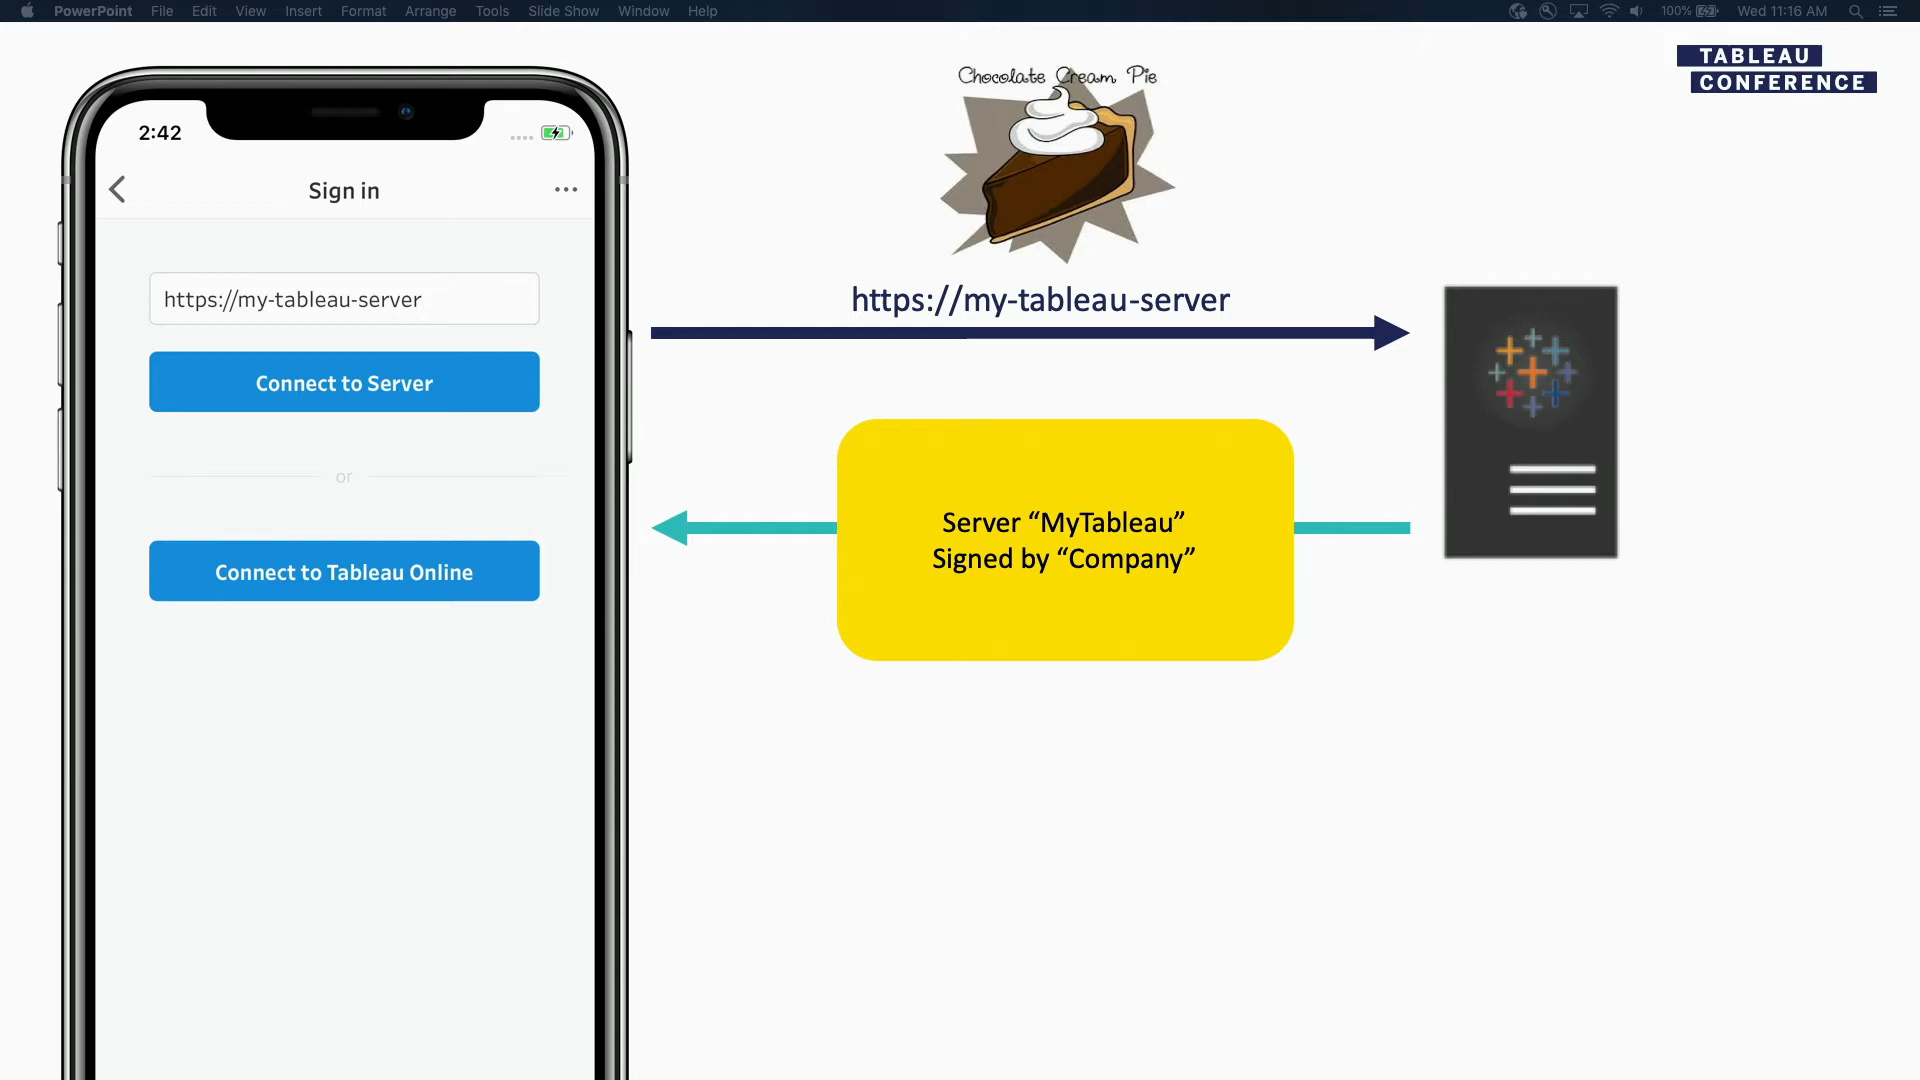 PowerPoint File Edit View Insert Format Arrange Tools Slide Show Window Help 100% Wed 11:16 AM
TABLEAU
CONFERENCE
2:42
Sign in
https://my-tableau-server
Connect to Server
or
Connect to Tableau Online
Chocolate Cream Pie
https://my-tableau-server
Server “MyTableau”
Signed by “Company”